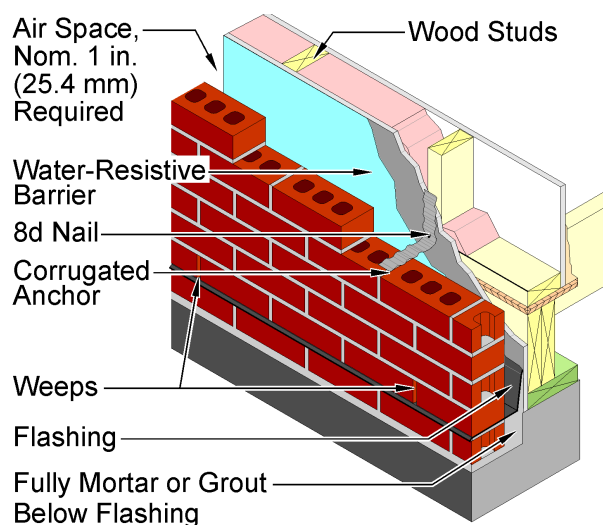 Air Space,
Nom. 1 in.
(25.4 mm)
Required
Wood Studs
Water-Resistive
Barrier
8d Nail
Corrugated
Anchor
Weeps
Flashing
Fully Mortar or Grout
Below Flashing